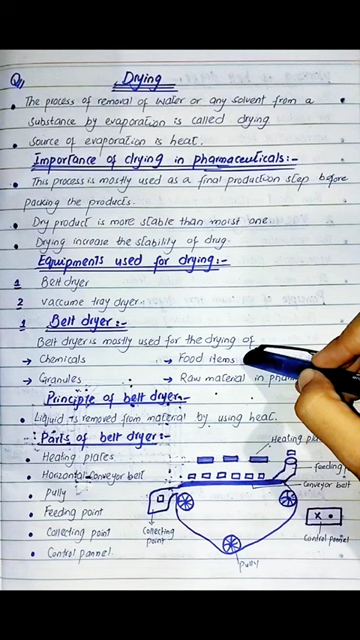 Q
Drying
• The process of removal of water or any solvent from a
substance by evaporation is called drying.
• Source of evaporation is heat.
Importance of drying in pharmaceuticals:-
• This process is mostly used as a final production step before
packing the products.
• Dry product is more stable than moist one.
• Drying increase the stability of drug.
Equipments used for drying:-
1 Belt dryer
2 vaccume tray dryer.
1 Belt dryer:-
Belt dryer is mostly used for the drying of
→ Chemicals → Food items
→ Granules → Raw material in
Principle of belt dryer:-
• Liquid is removed from material by using heat.
Parts of belt dryer:-
• Heating plates
• Horizontal Conveyor belt
• pully
• Feeding point
• Collecting point
• Control pannel.
Heating
feeding
Conveyor belt
Collecting
point
Control pannel
Pully